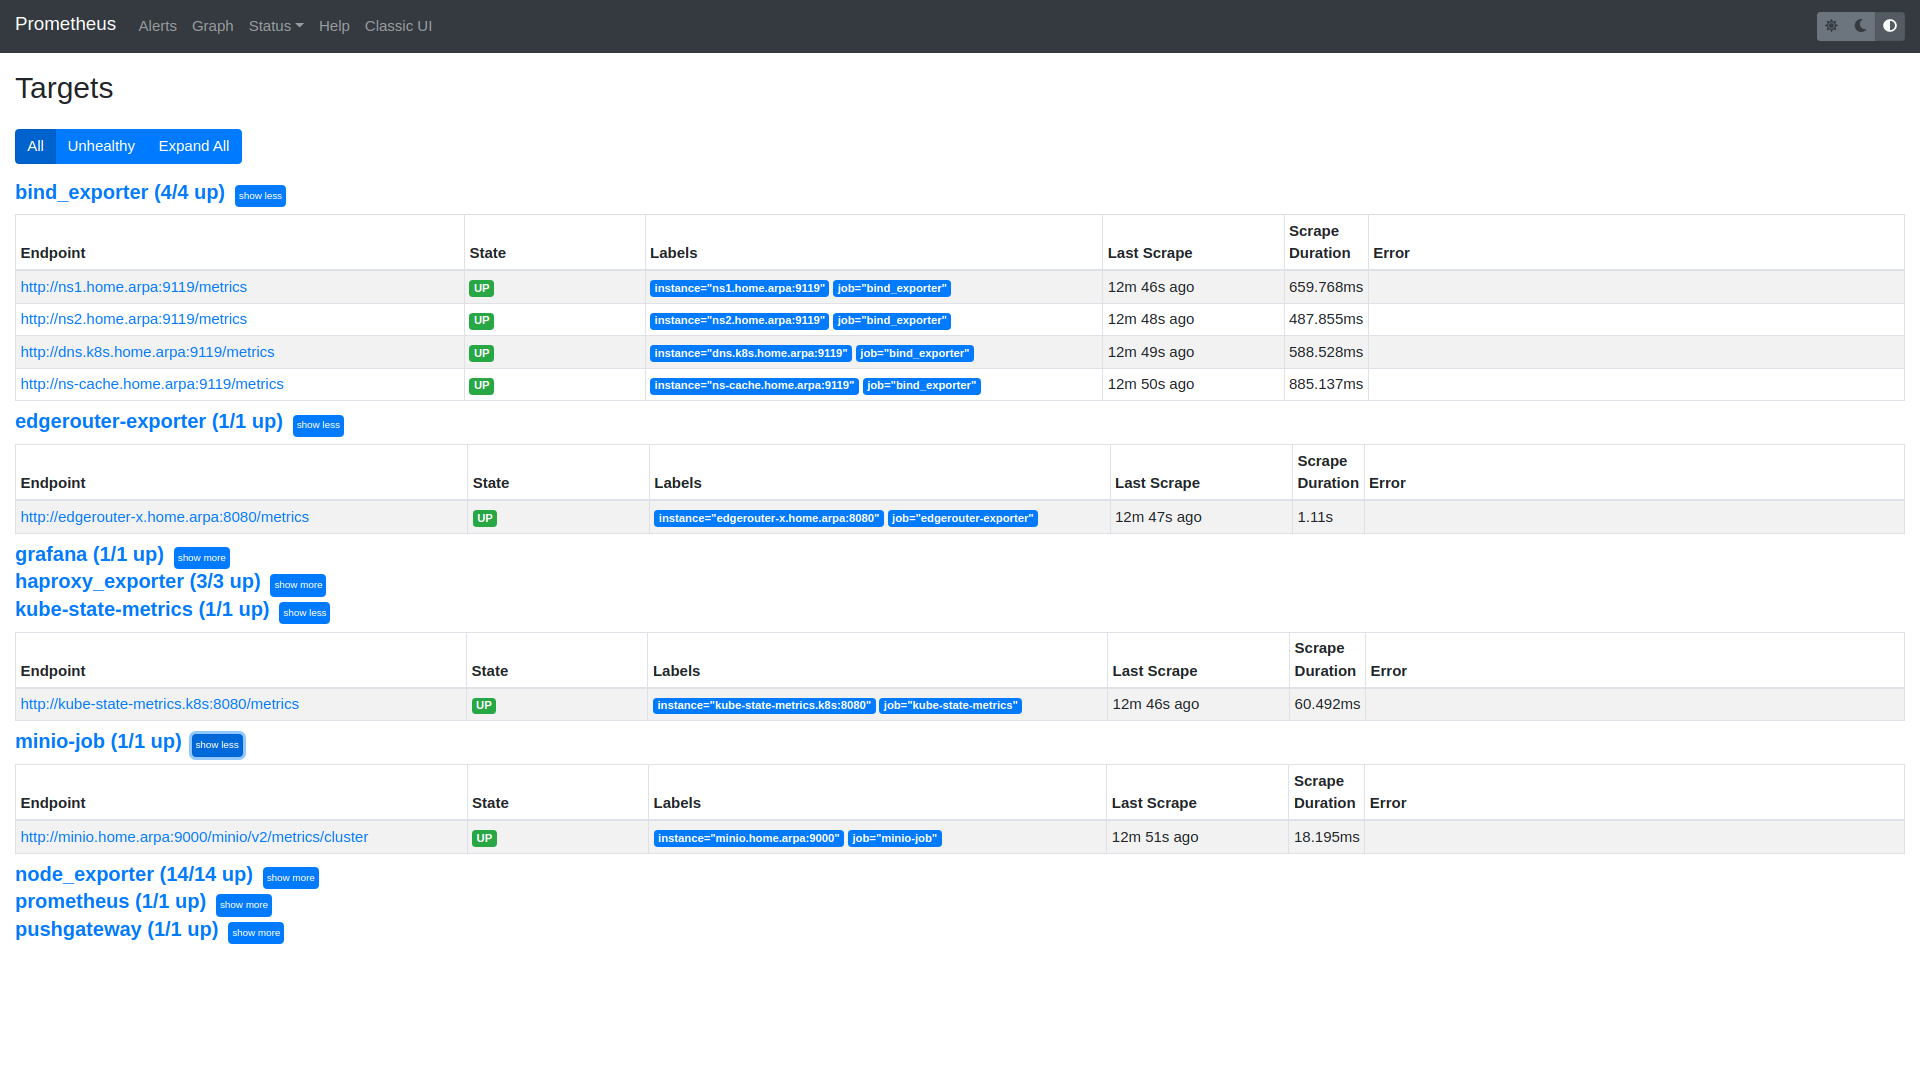 Prometheus Alerts Graph Status Help Classic UI
Targets
All Unhealthy Expand All
bind_exporter (4/4 up) show less
Endpoint State Labels Last Scrape Scrape Duration Error
http://ns1.home.arpa:9119/metrics UP instance="ns1.home.arpa:9119" job="bind_exporter" 12m 46s ago 659.768ms
http://ns2.home.arpa:9119/metrics UP instance="ns2.home.arpa:9119" job="bind_exporter" 12m 48s ago 487.855ms
http://dns.k8s.home.arpa:9119/metrics UP instance="dns.k8s.home.arpa:9119" job="bind_exporter" 12m 49s ago 588.528ms
http://ns-cache.home.arpa:9119/metrics UP instance="ns-cache.home.arpa:9119" job="bind_exporter" 12m 50s ago 885.137ms
edgerouter-exporter (1/1 up) show less
Endpoint State Labels Last Scrape Scrape Duration Error
http://edgerouter-x.home.arpa:8080/metrics UP instance="edgerouter-x.home.arpa:8080" job="edgerouter-exporter" 12m 47s ago 1.11s
grafana (1/1 up) show more
haproxy_exporter (3/3 up) show more
kube-state-metrics (1/1 up) show less
Endpoint State Labels Last Scrape Scrape Duration Error
http://kube-state-metrics.k8s:8080/metrics UP instance="kube-state-metrics.k8s:8080" job="kube-state-metrics" 12m 46s ago 60.492ms
minio-job (1/1 up) show less
Endpoint State Labels Last Scrape Scrape Duration Error
http://minio.home.arpa:9000/minio/v2/metrics/cluster UP instance="minio.home.arpa:9000" job="minio-job" 12m 51s ago 18.195ms
node_exporter (14/14 up) show more
prometheus (1/1 up) show more
pushgateway (1/1 up) show more